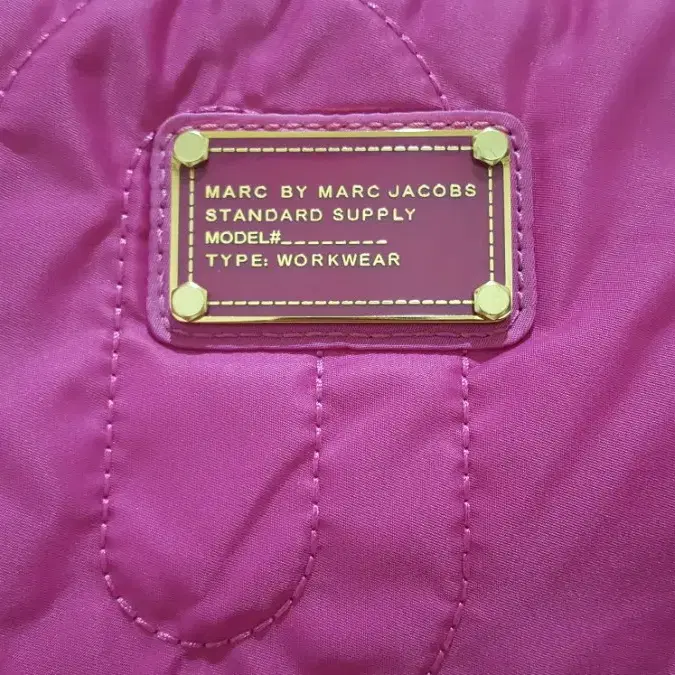 MARC BY MARC JACOBS
STANDARD SUPPLY
MODEL#________
TYPE: WORKWEAR